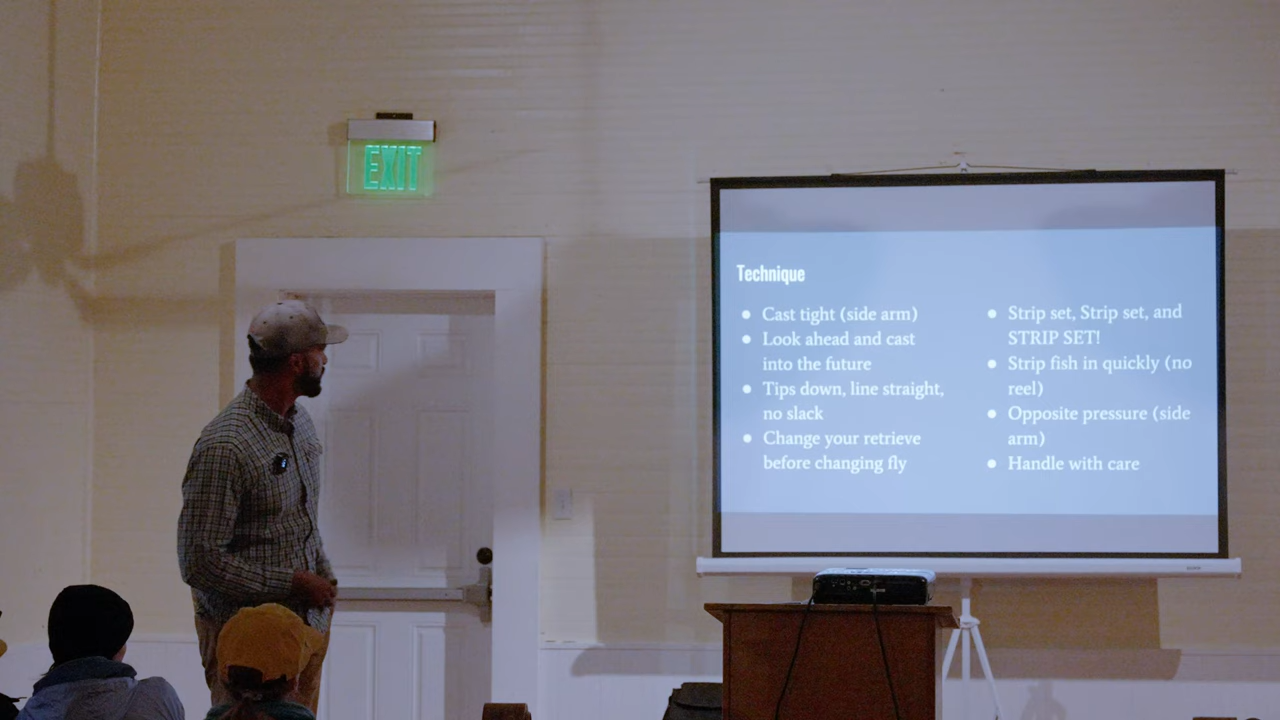 EXIT
Technique
● Cast tight (side arm)
● Look ahead and cast
into the future
● Tips down, line straight,
no slack
● Change your retrieve
before changing fly
● Strip set, Strip set, and
STRIP SET!
● Strip fish in quickly (no
reel)
● Opposite pressure (side
arm)
● Handle with care